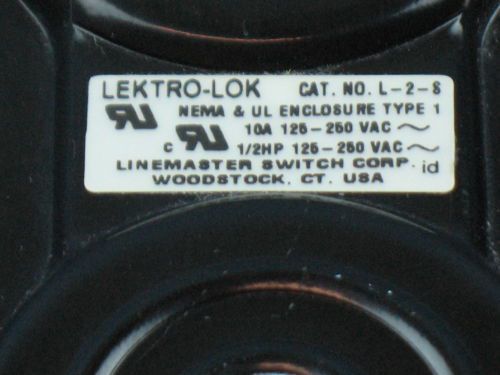 LEKTRO-LOK CAT. NO. L-2-S
NEMA & UL ENCLOSURE TYPE 1
10A 125-250 VAC ~
C 1/2HP 125-250 VAC ~
LINEMASTER SWITCH CORP. id
WOODSTOCK, CT. USA